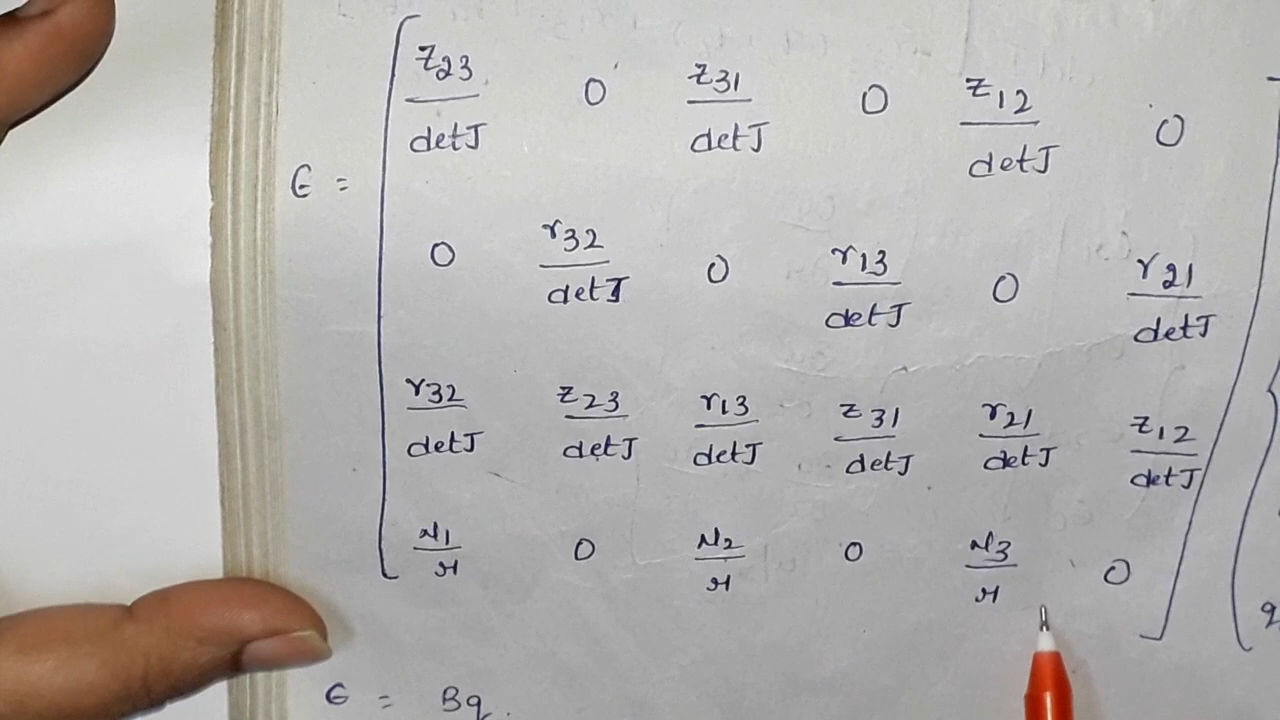 z23/detJ 0 z31/detJ 0 z12/detJ 0
ϵ =
0 r32/detJ 0 r13/detJ 0 r21/detJ
r32/detJ z23/detJ r13/detJ z31/detJ r21/detJ z12/detJ
N1/r 0 N2/r 0 N3/r 0
q
ϵ = Bq.